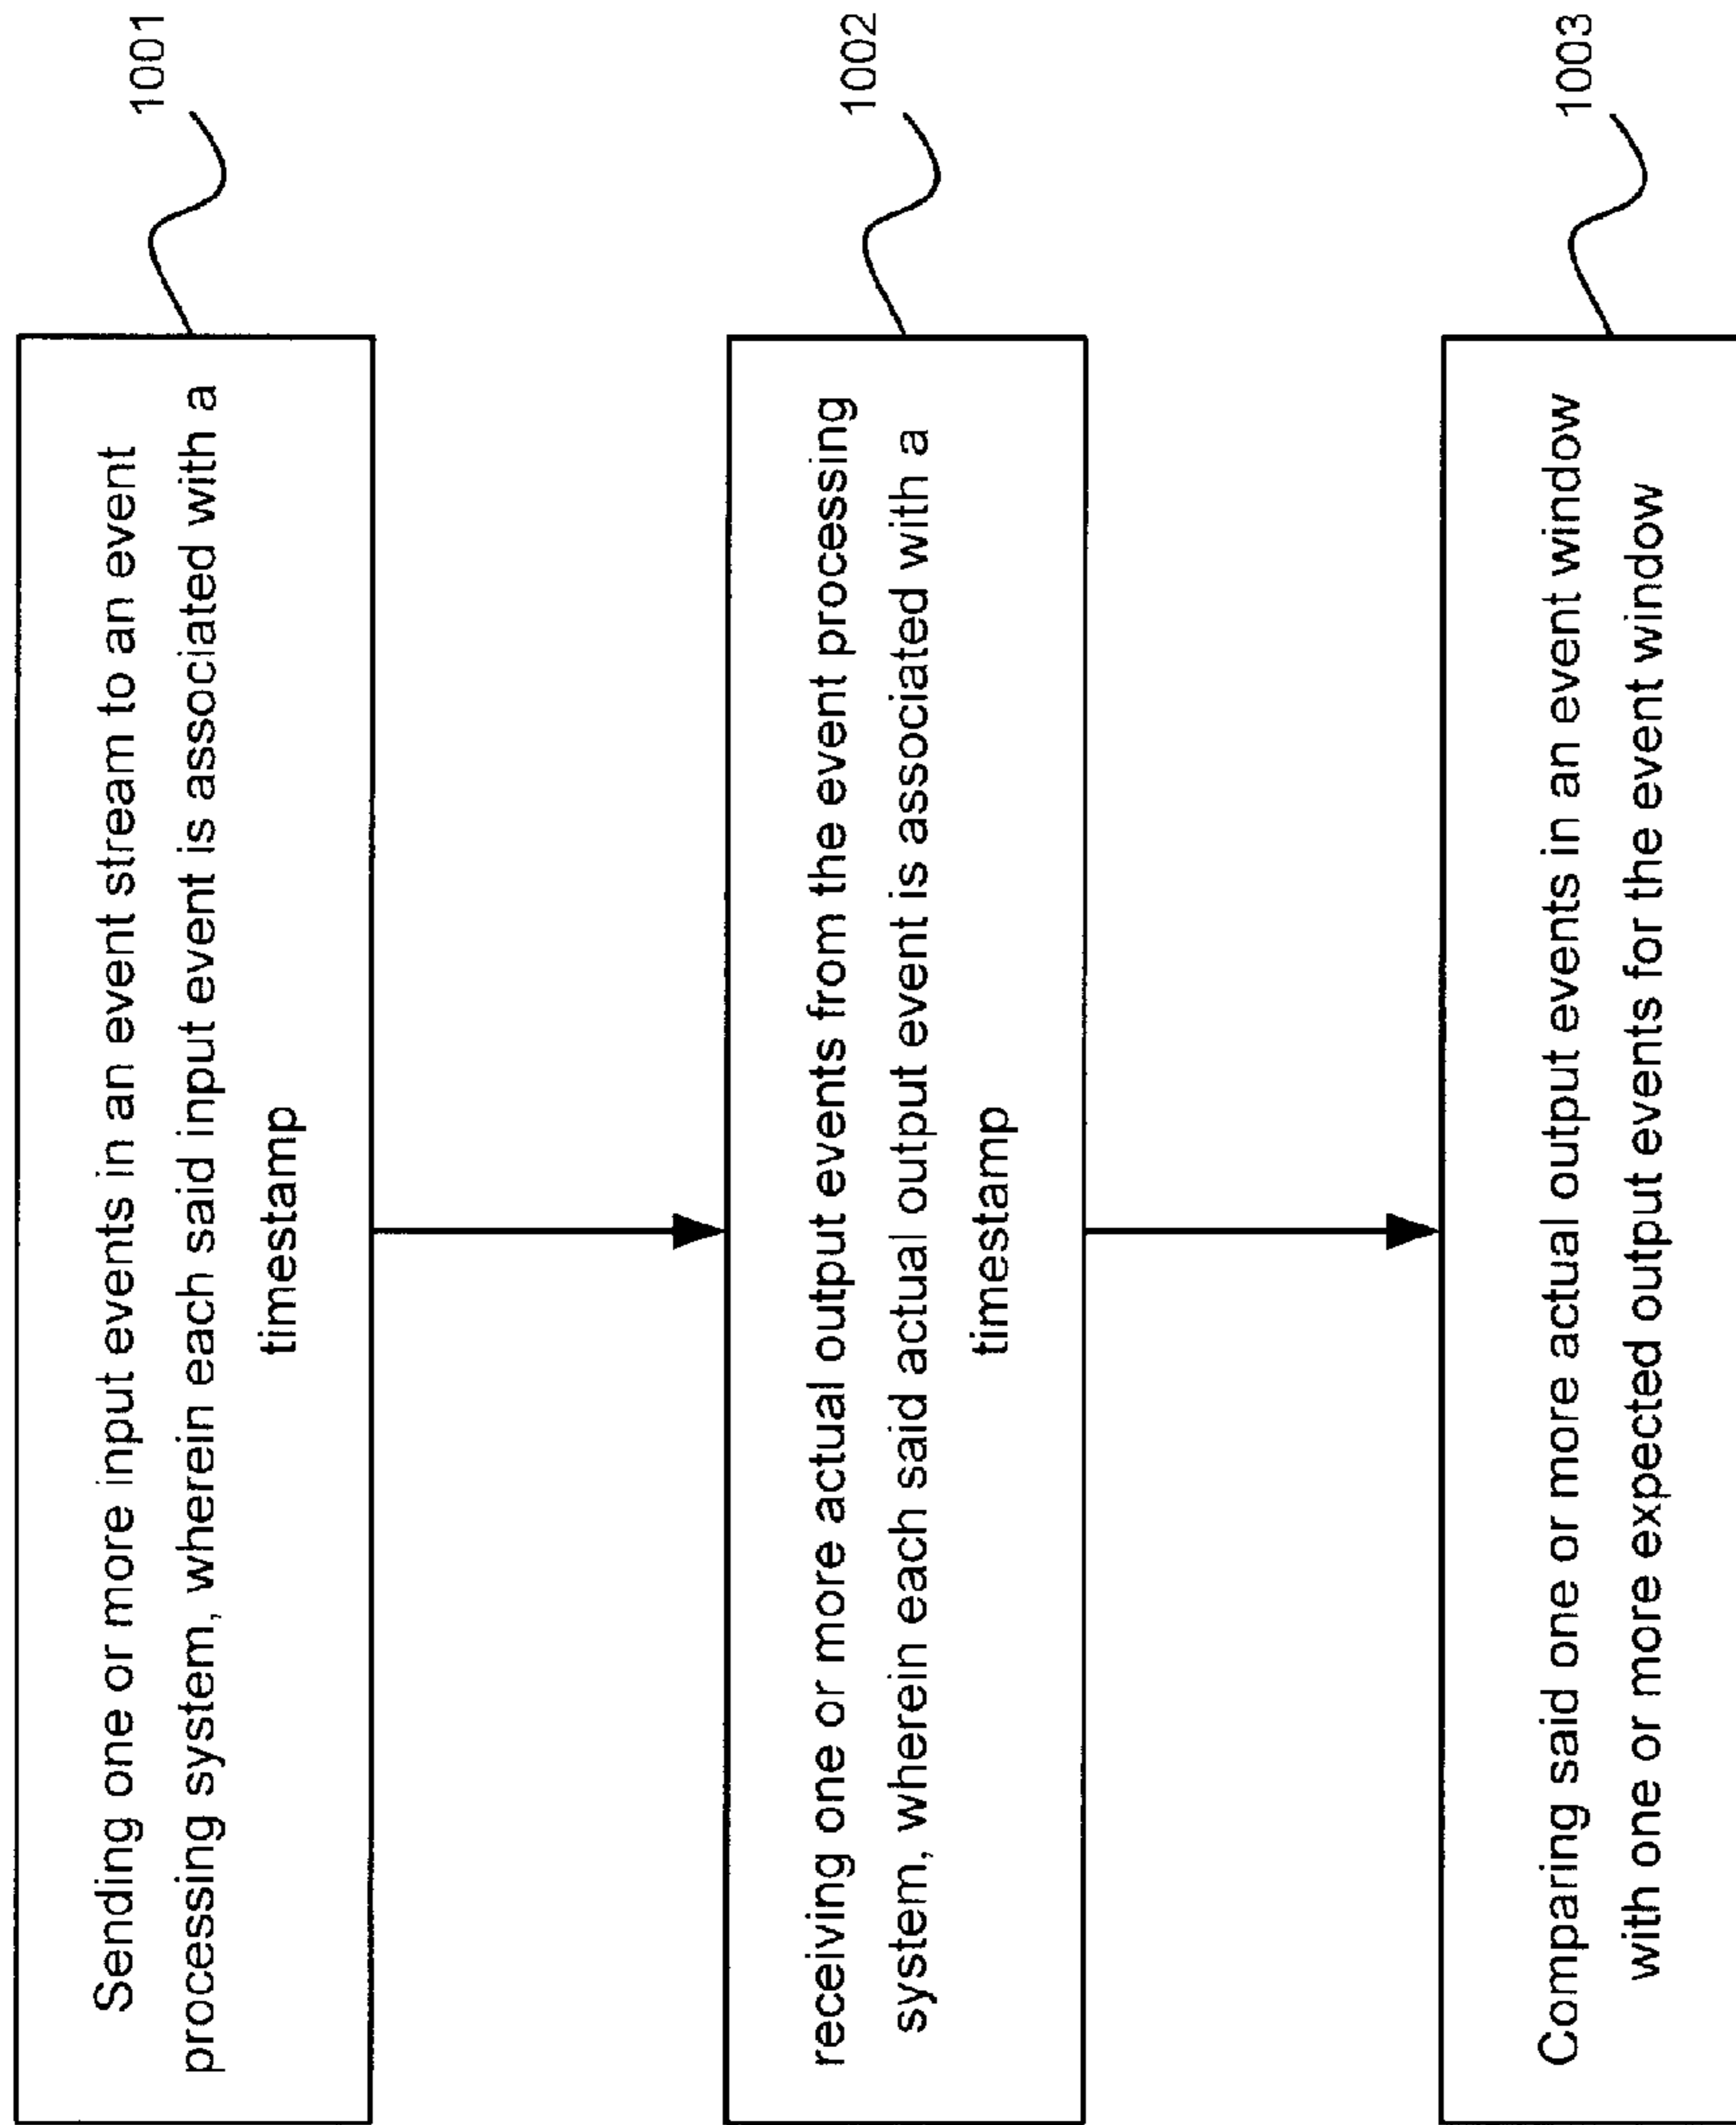 Sending one or more input events in an event stream to an event
processing system, wherein each said input event is associated with a
timestamp
1001
receiving one or more actual output events from the event processing
system, wherein each said actual output event is associated with a
timestamp
1002
Comparing said one or more actual output events in an event window
with one or more expected output events for the event window
1003